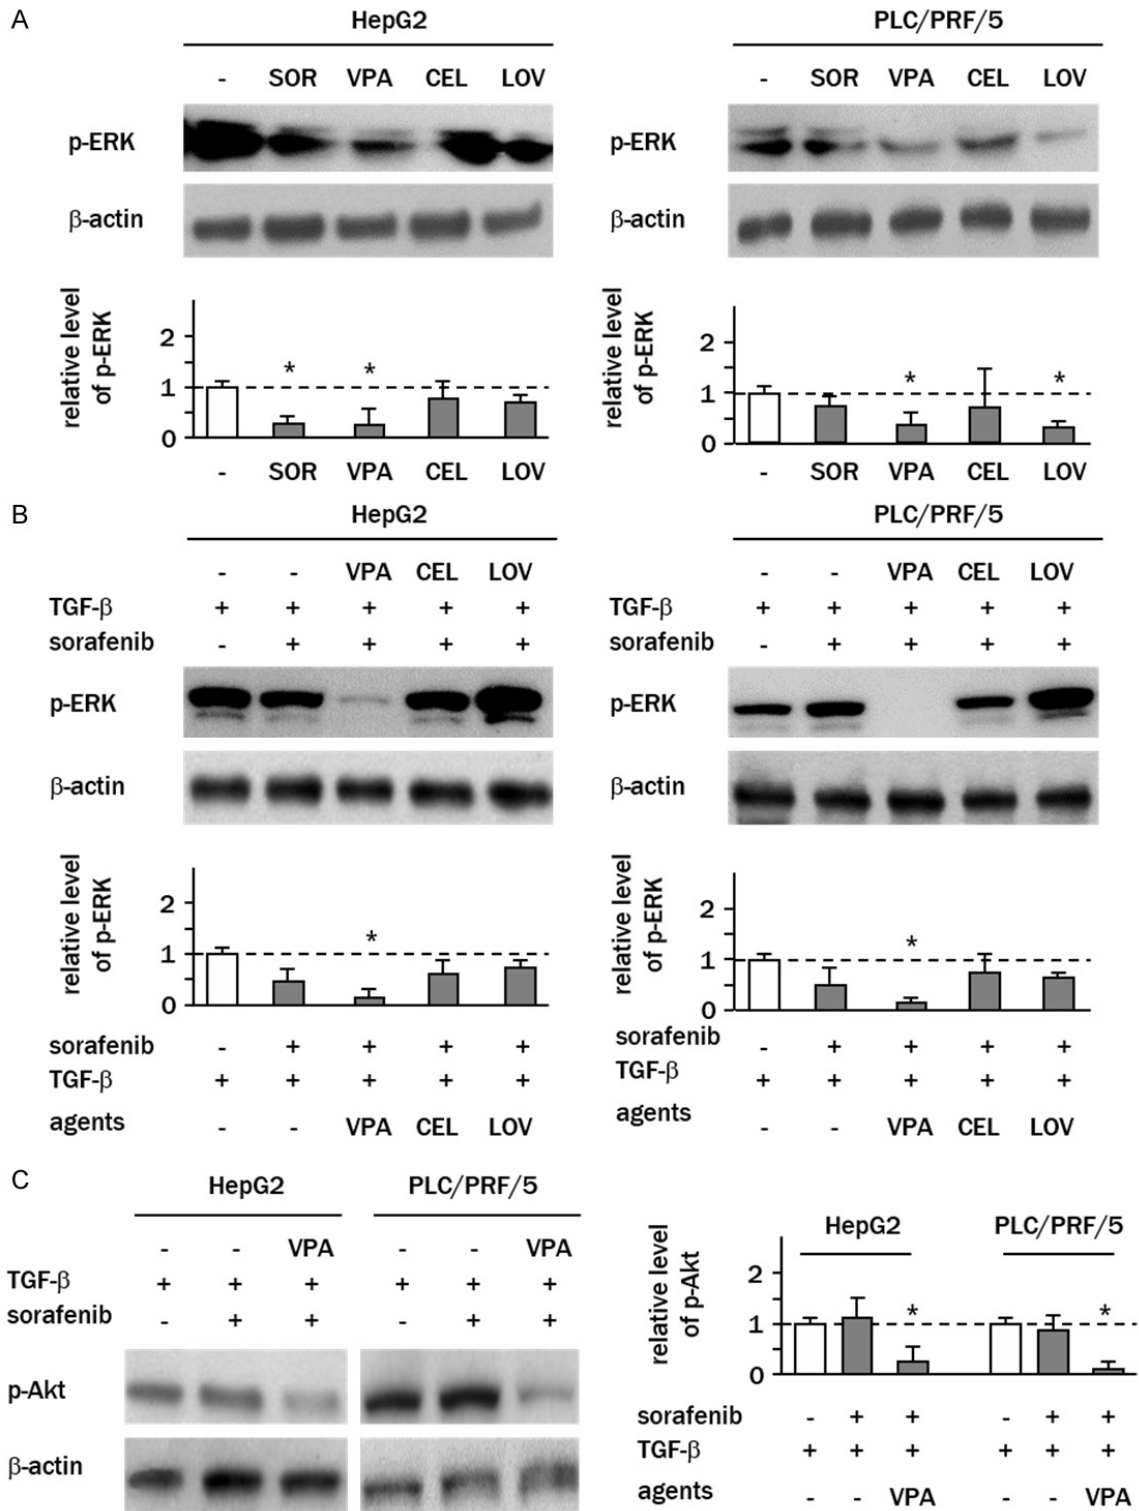 A
HepG2
PLC/PRF/5
- SOR VPA CEL LOV
- SOR VPA CEL LOV
p-ERK
p-ERK
β-actin
β-actin
relative level
of p-ERK
2
1
0
* *
- SOR VPA CEL LOV
relative level
of p-ERK
2
1
0
* *
- SOR VPA CEL LOV
B
HepG2
PLC/PRF/5
- - VPA CEL LOV
- - VPA CEL LOV
TGF-β + + + + +
TGF-β + + + + +
sorafenib - + + + +
sorafenib - + + + +
p-ERK
p-ERK
β-actin
β-actin
relative level
of p-ERK
2
1
0
*
sorafenib - + + + +
TGF-β + + + + +
agents - - VPA CEL LOV
relative level
of p-ERK
2
1
0
*
sorafenib - + + + +
TGF-β + + + + +
agents - - VPA CEL LOV
C
HepG2 PLC/PRF/5
- - VPA - - VPA
TGF-β + + + + + +
sorafenib - + + - + +
p-Akt
β-actin
HepG2 PLC/PRF/5
relative level
of p-Akt
2
1
0
* *
sorafenib - + + - + +
TGF-β + + + + + +
agents - - VPA - - VPA